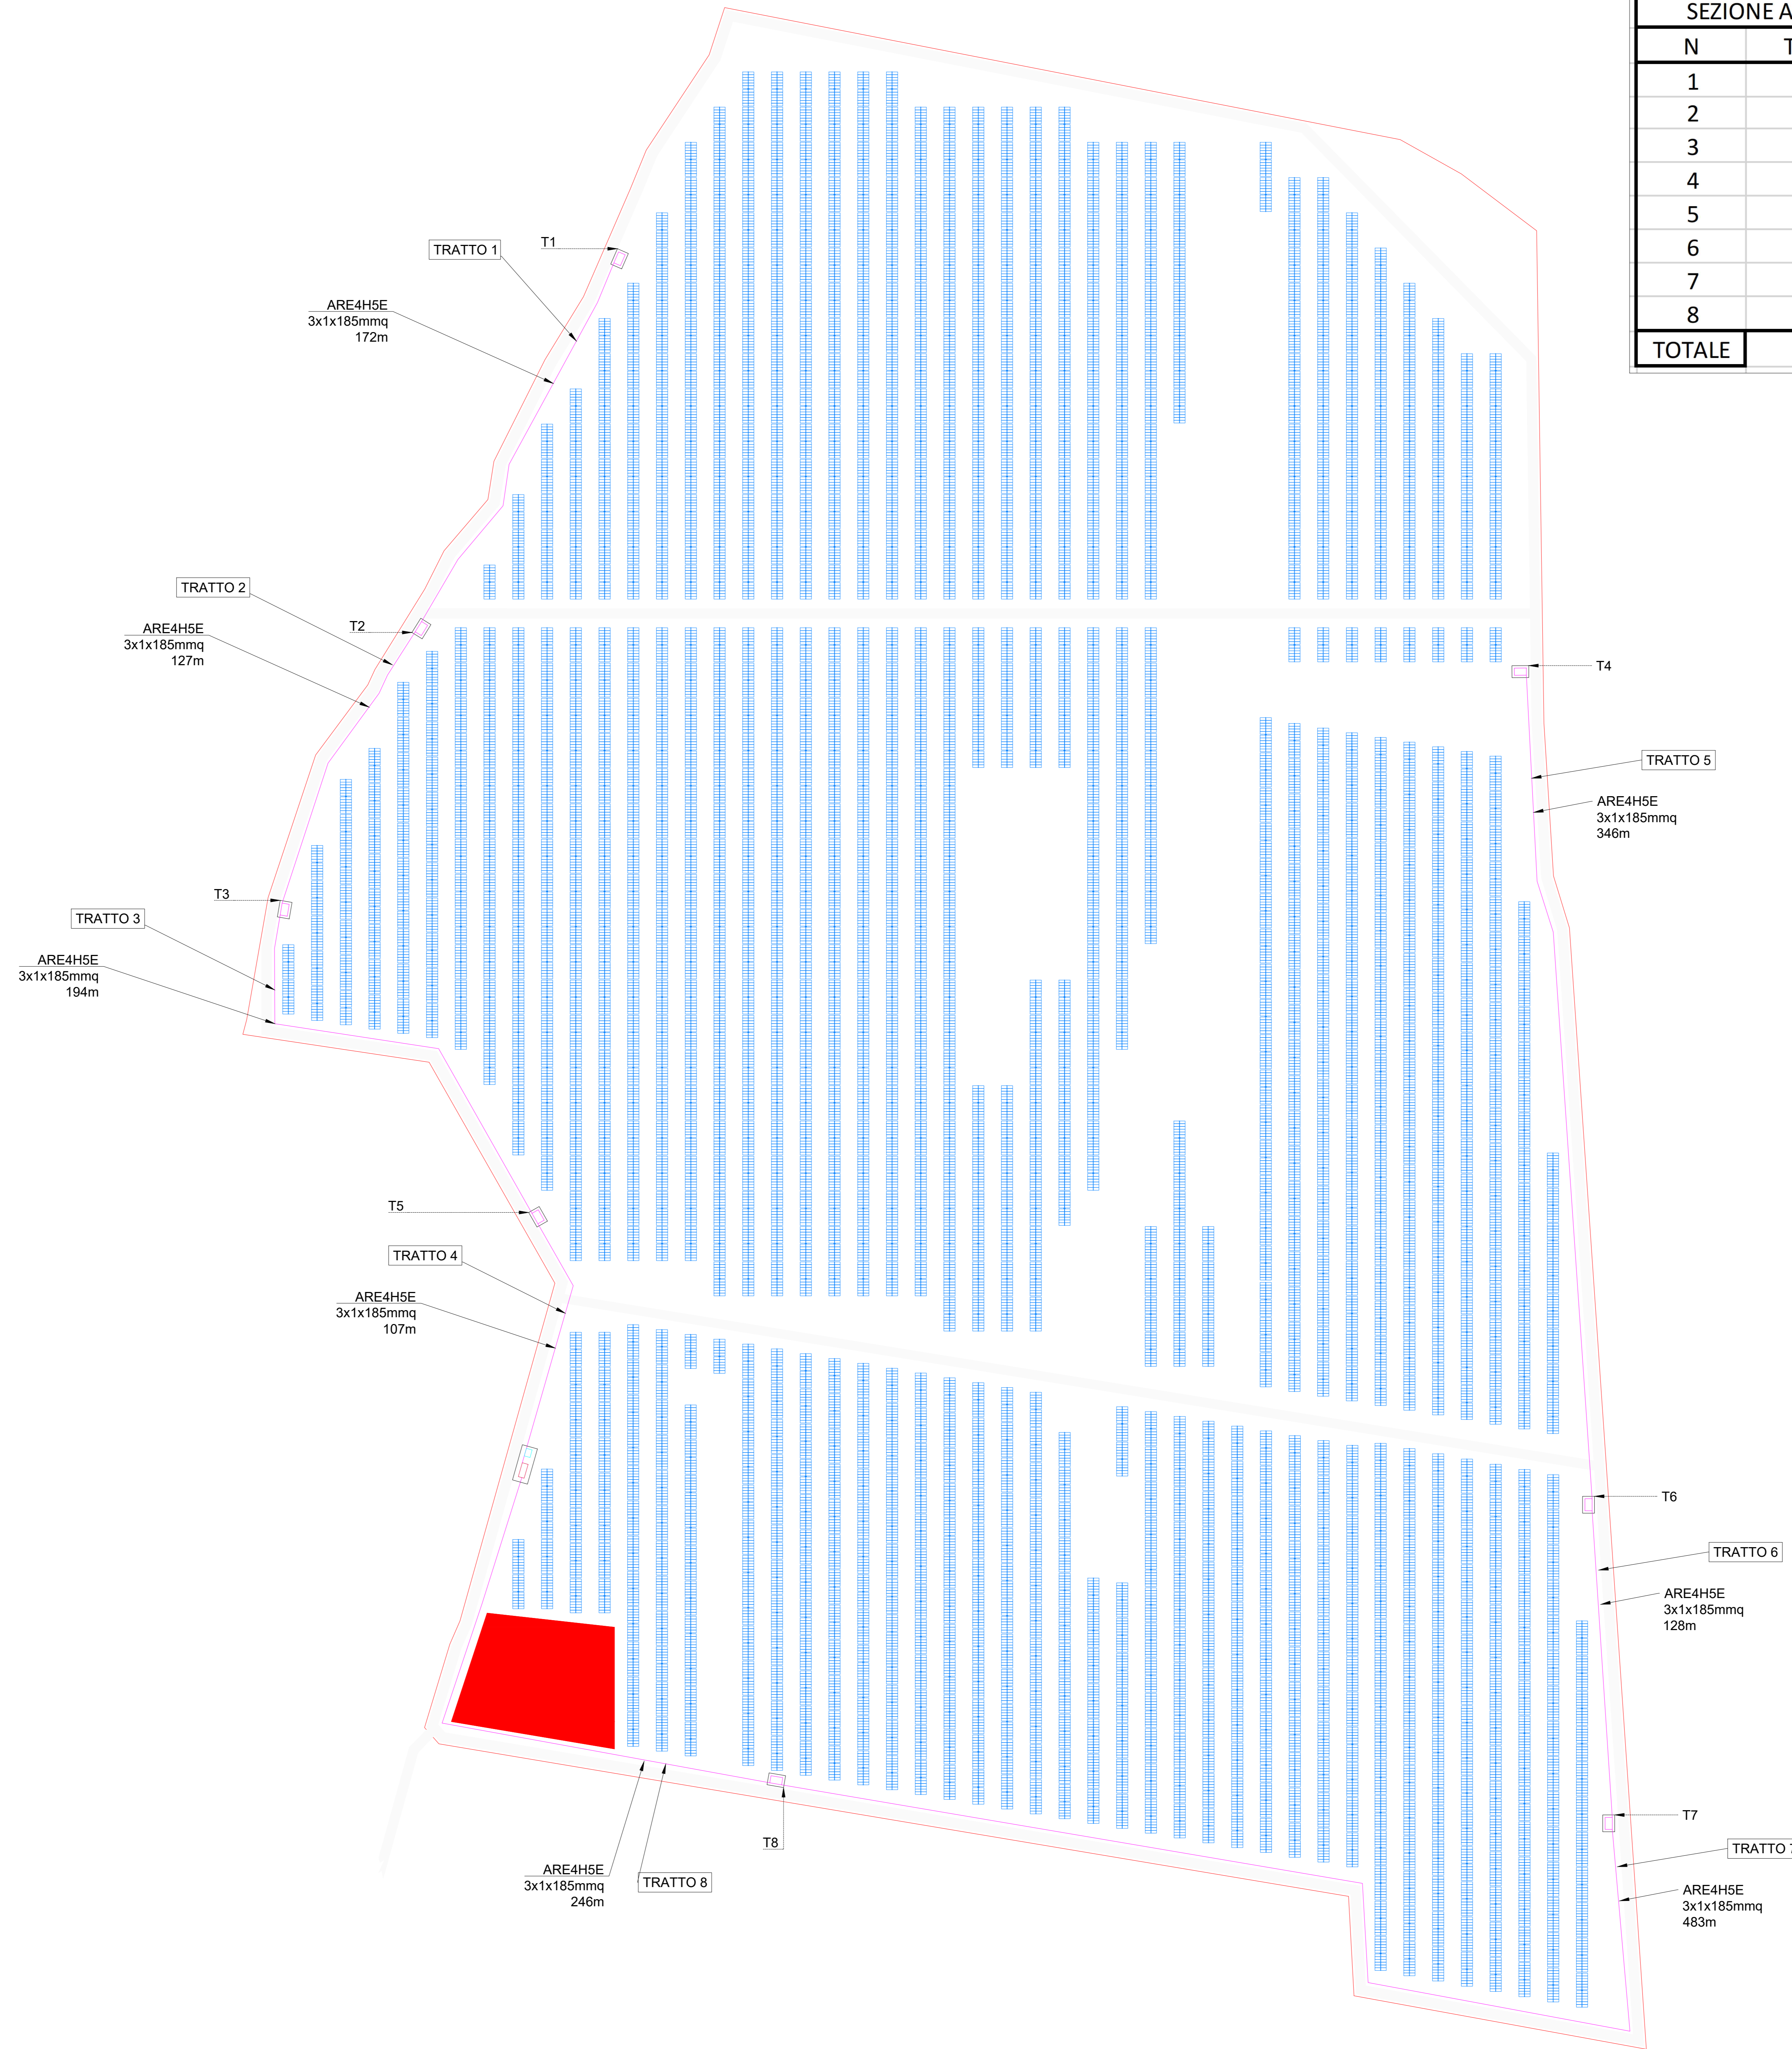 SEZIONE A
N
1
2
3
4
5
6
7
8
TOTALE
TRATTO 1
T1
ARE4H5E
3x1x185mmq
172m
TRATTO 2
T2
ARE4H5E
3x1x185mmq
127m
T4
TRATTO 5
ARE4H5E
3x1x185mmq
346m
T3
TRATTO 3
ARE4H5E
3x1x185mmq
194m
T5
TRATTO 4
ARE4H5E
3x1x185mmq
107m
T6
TRATTO 6
ARE4H5E
3x1x185mmq
128m
T7
TRATTO 7
ARE4H5E
3x1x185mmq
483m
T8
ARE4H5E
3x1x185mmq
246m
TRATTO 8